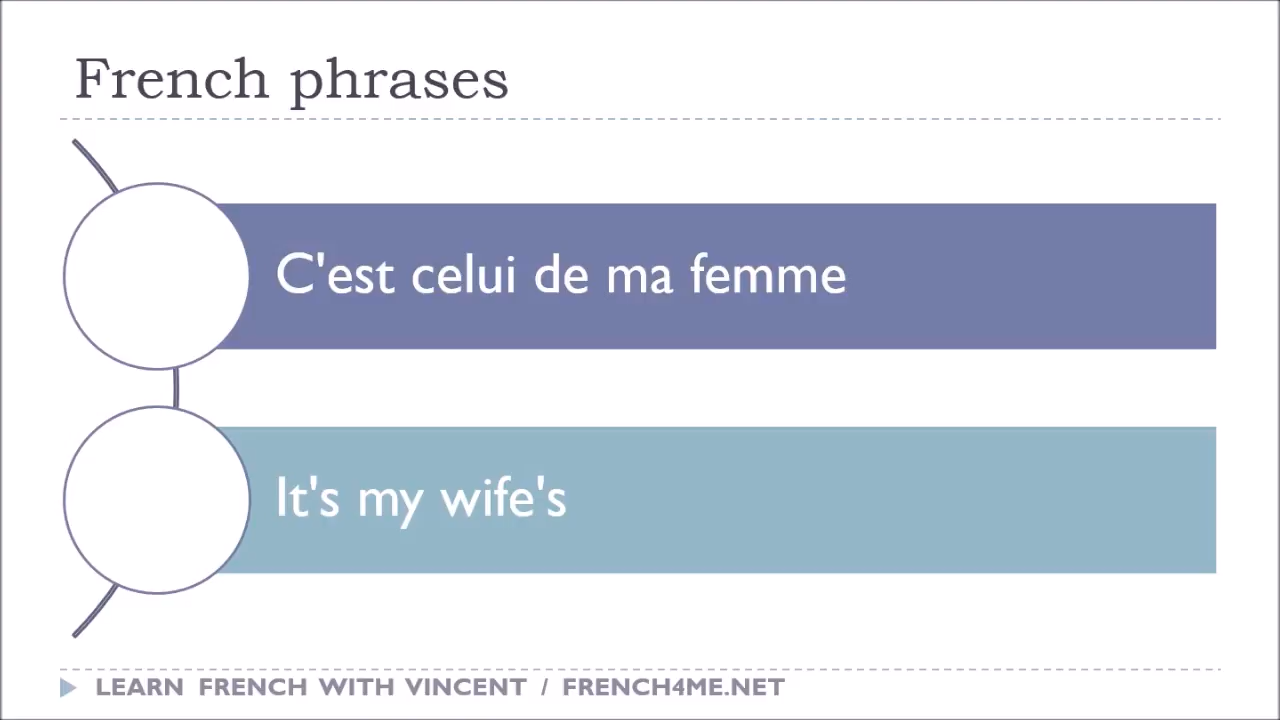 French phrases
C'est celui de ma femme
It's my wife's
LEARN FRENCH WITH VINCENT / FRENCH4ME.NET